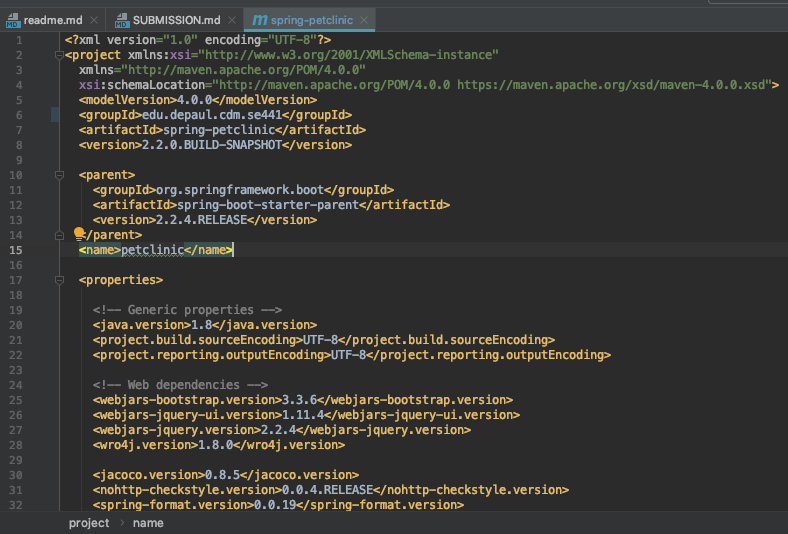 readme.md SUBMISSION.md spring-petclinic
1 <?xml version="1.0" encoding="UTF-8"?>
2 <project xmlns:xsi="http://www.w3.org/2001/XMLSchema-instance"
3 xmlns="http://maven.apache.org/POM/4.0.0"
4 xsi:schemaLocation="http://maven.apache.org/POM/4.0.0 https://maven.apache.org/xsd/maven-4.0.0.xsd">
5 <modelVersion>4.0.0</modelVersion>
6 <groupId>edu.depaul.cdm.se441</groupId>
7 <artifactId>spring-petclinic</artifactId>
8 <version>2.2.0.BUILD-SNAPSHOT</version>
9
10 <parent>
11 <groupId>org.springframework.boot</groupId>
12 <artifactId>spring-boot-starter-parent</artifactId>
13 <version>2.2.4.RELEASE</version>
14 </parent>
15 <name>petclinic</name>
16
17 <properties>
18
19 <!-- Generic properties -->
20 <java.version>1.8</java.version>
21 <project.build.sourceEncoding>UTF-8</project.build.sourceEncoding>
22 <project.reporting.outputEncoding>UTF-8</project.reporting.outputEncoding>
23
24 <!-- Web dependencies -->
25 <webjars-bootstrap.version>3.3.6</webjars-bootstrap.version>
26 <webjars-jquery-ui.version>1.11.4</webjars-jquery-ui.version>
27 <webjars-jquery.version>2.2.4</webjars-jquery.version>
28 <wro4j.version>1.8.0</wro4j.version>
29
30 <jacoco.version>0.8.5</jacoco.version>
31 <nohttp-checkstyle.version>0.0.4.RELEASE</nohttp-checkstyle.version>
32 <spring-format.version>0.0.19</spring-format.version>
project › name